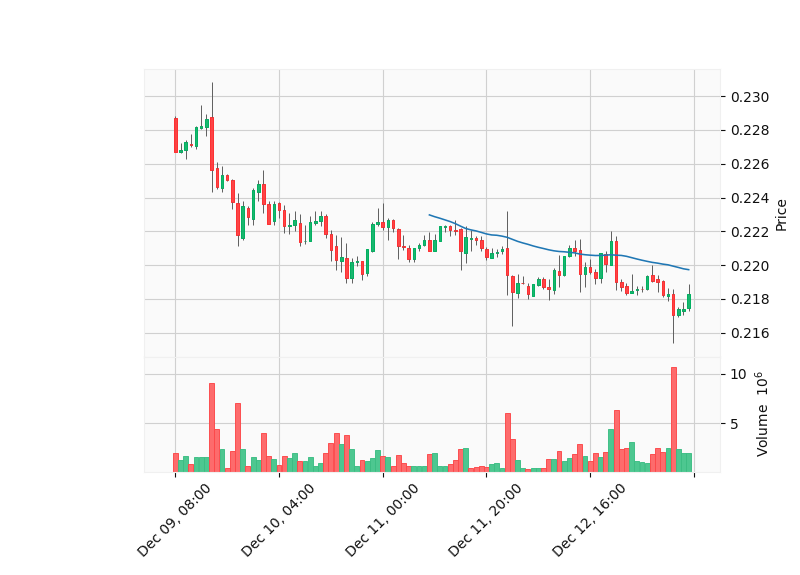 0.230
0.228
0.226
0.224
0.222
0.220
0.218
0.216
Price
10
5
Volume 10^6
Dec 09, 08:00
Dec 10, 04:00
Dec 11, 00:00
Dec 11, 20:00
Dec 12, 16:00